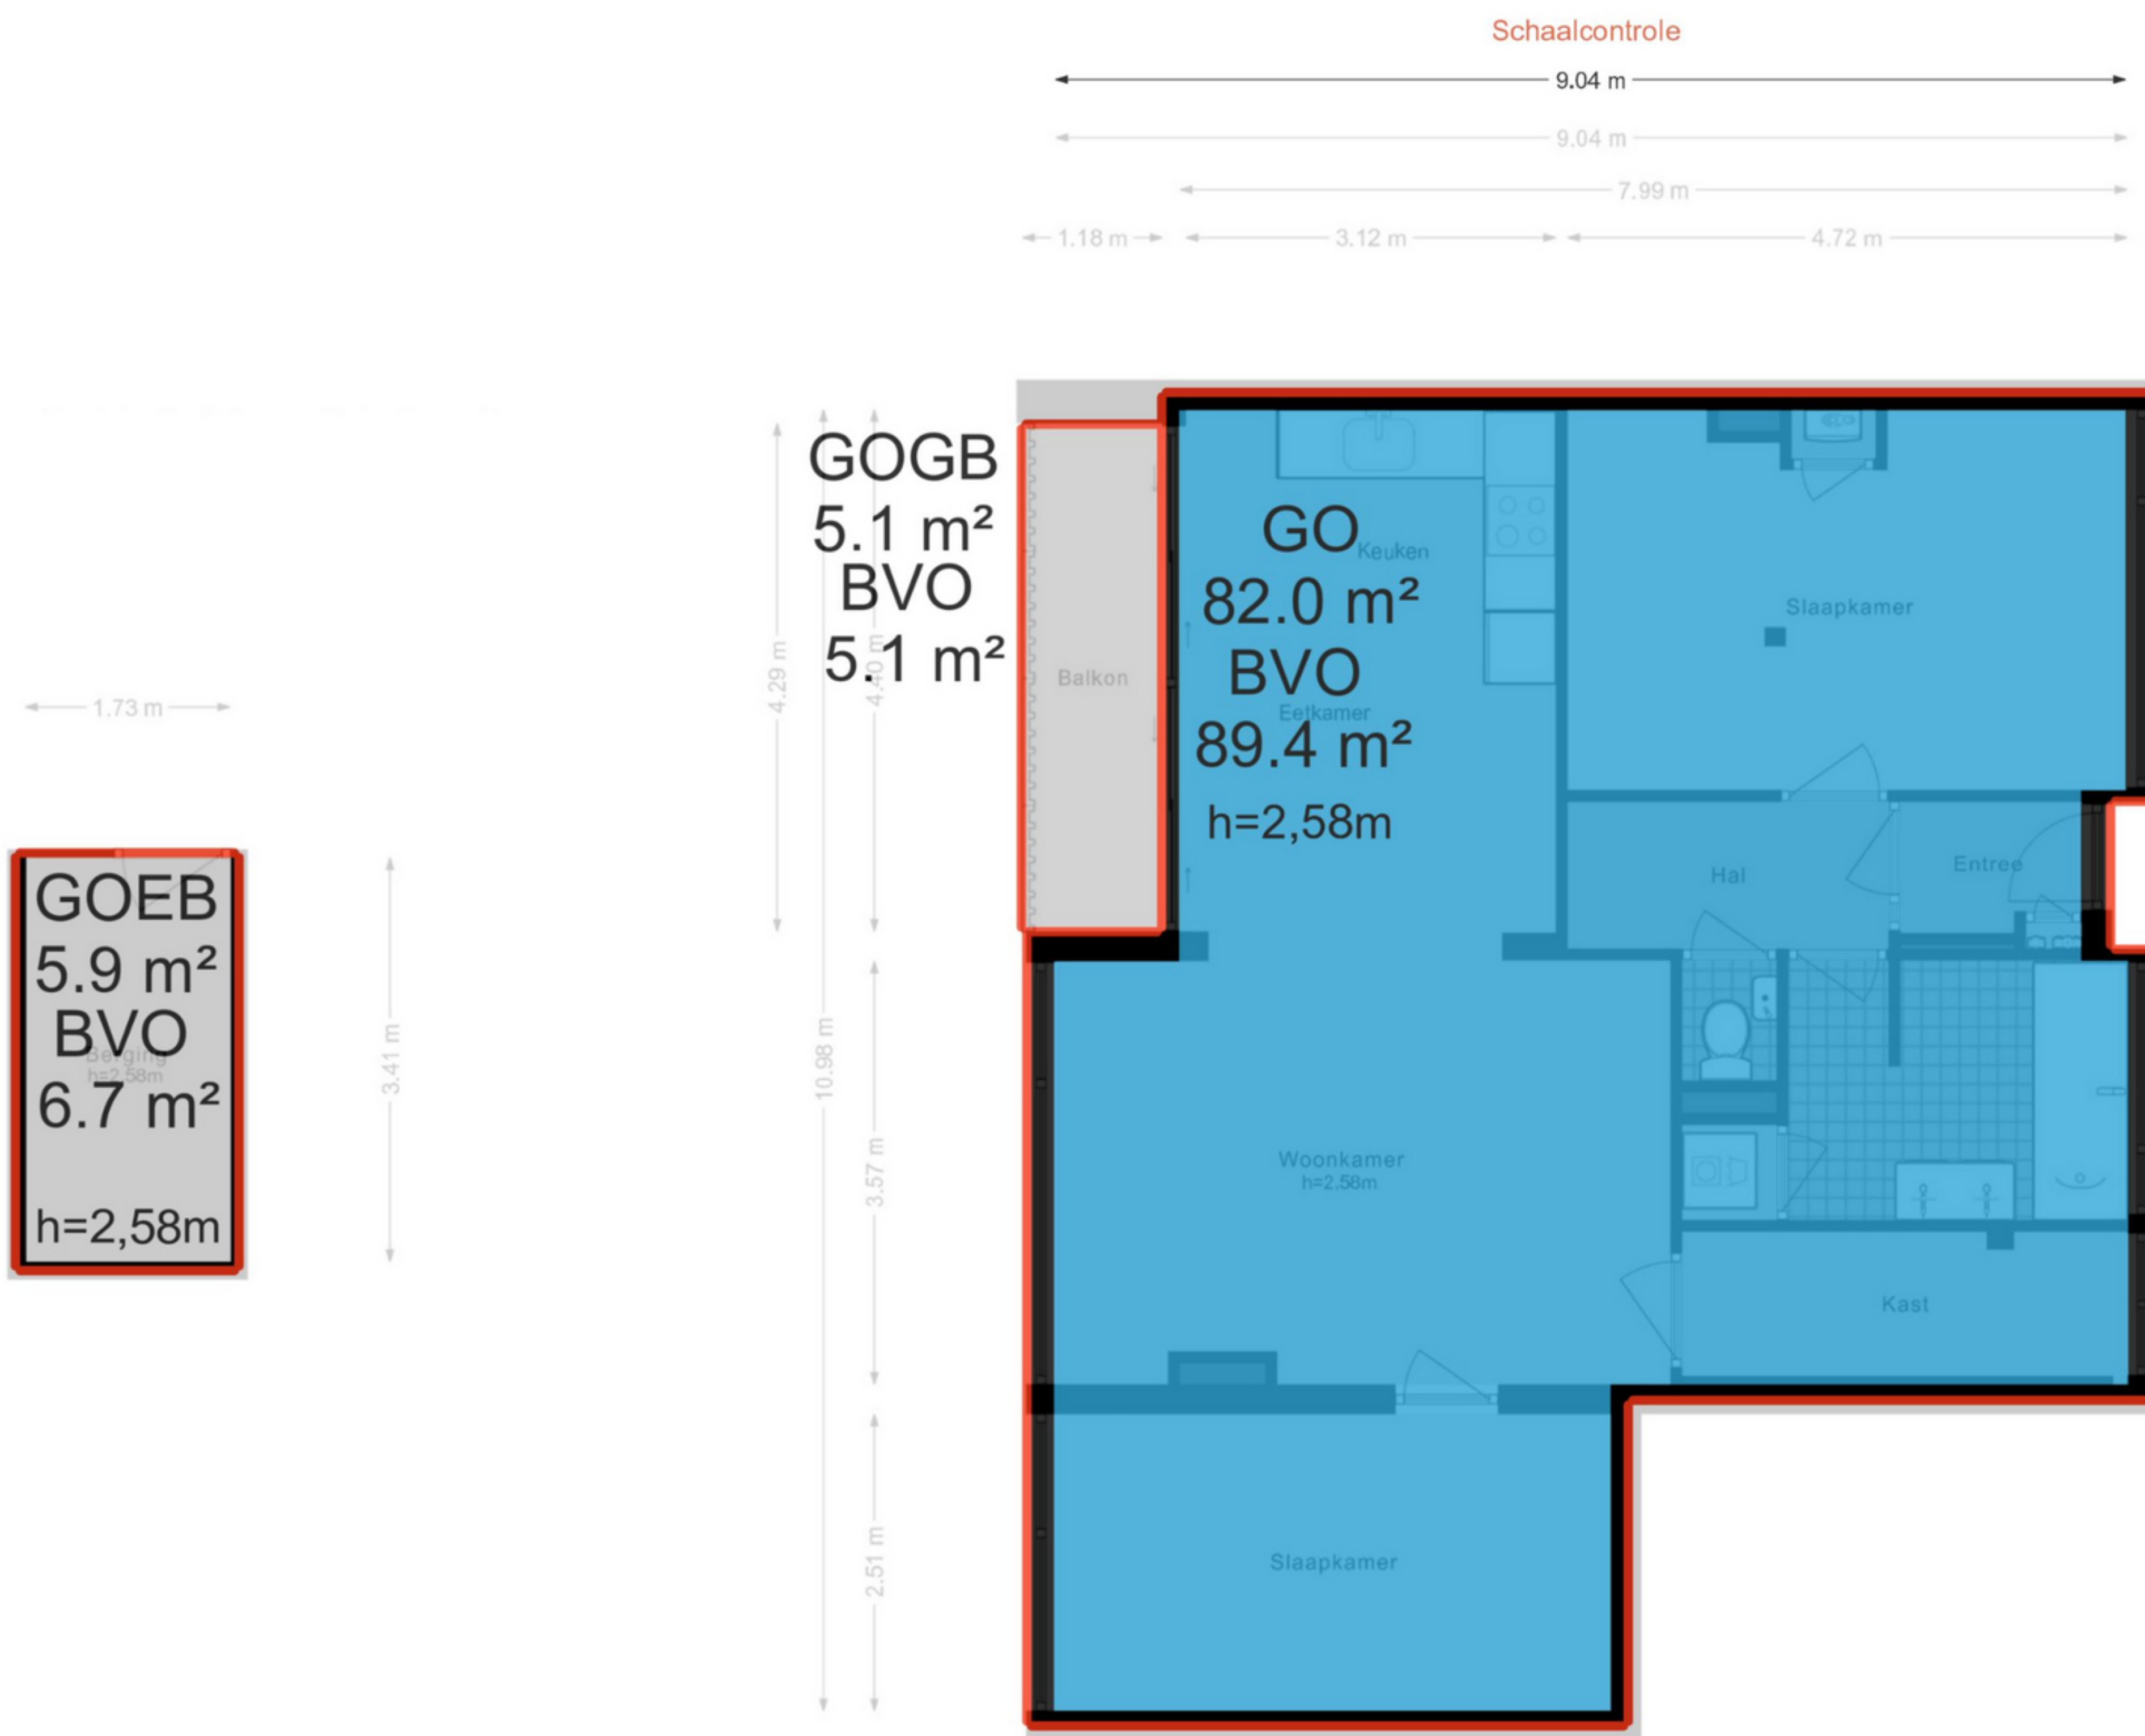 Schaalcontrole
9.04 m
9.04 m
7.99 m
1.18 m
3.12 m
4.72 m
GOGB
5.1 m²
BVO
5.1 m²
4.29 m
4.40 m
10.98 m
3.57 m
2.51 m
Balkon
GO
Keuken
82.0 m²
BVO
Eetkamer
89.4 m²
h=2,58m
Slaapkamer
Hal
Entree
Woonkamer
h=2.58m
Kast
Slaapkamer
1.73 m
GOEB
5.9 m²
BVO
Berging
h=2.58m
6.7 m²
h=2,58m
3.41 m